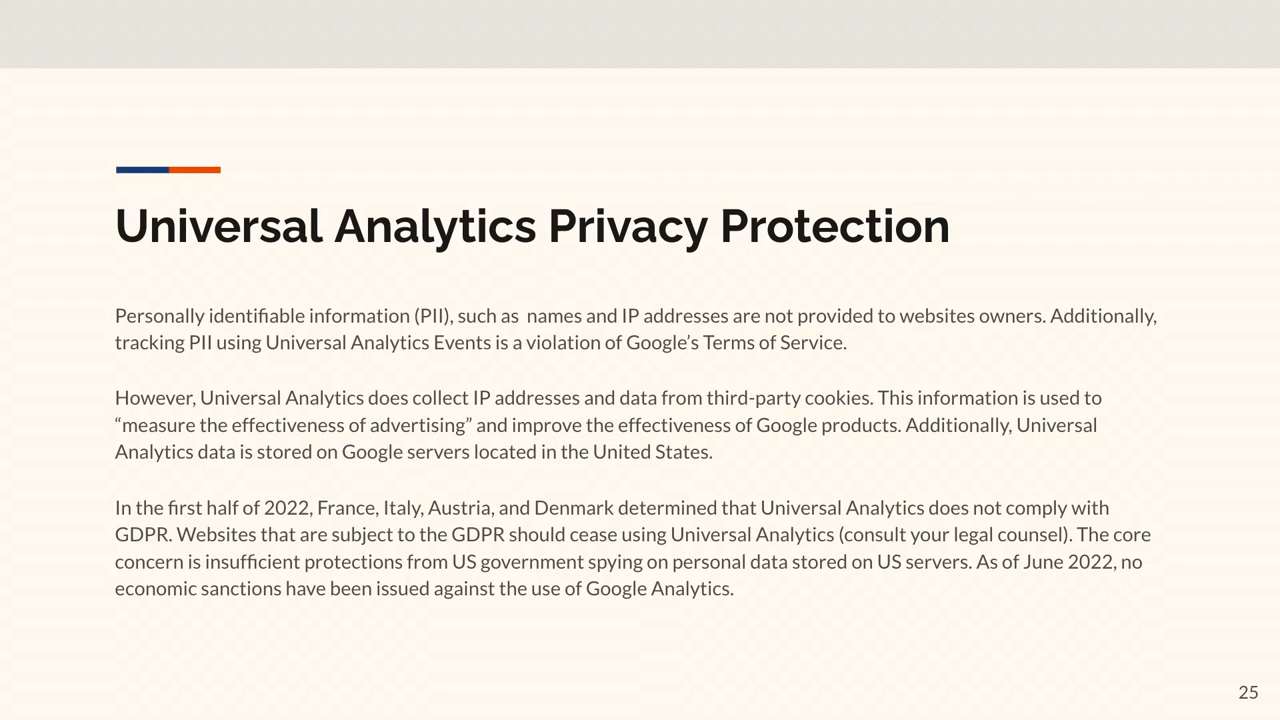 Universal Analytics Privacy Protection
Personally identifiable information (PII), such as  names and IP addresses are not provided to websites owners. Additionally,
tracking PII using Universal Analytics Events is a violation of Google’s Terms of Service.
However, Universal Analytics does collect IP addresses and data from third-party cookies. This information is used to
“measure the effectiveness of advertising” and improve the effectiveness of Google products. Additionally, Universal
Analytics data is stored on Google servers located in the United States.
In the first half of 2022, France, Italy, Austria, and Denmark determined that Universal Analytics does not comply with
GDPR. Websites that are subject to the GDPR should cease using Universal Analytics (consult your legal counsel). The core
concern is insufficient protections from US government spying on personal data stored on US servers. As of June 2022, no
economic sanctions have been issued against the use of Google Analytics.
25